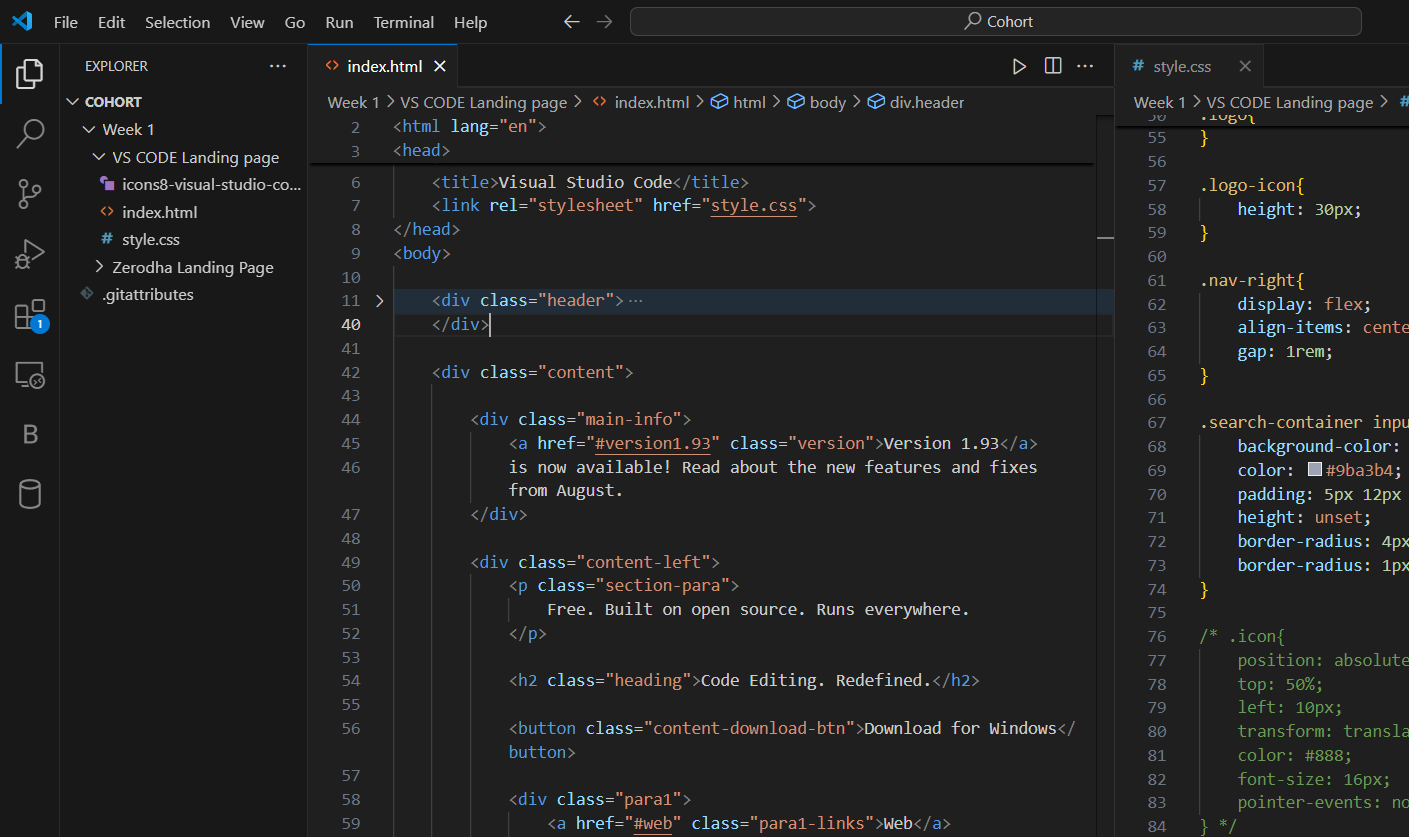 File Edit Selection View Go Run Terminal Help
Cohort
EXPLORER
COHORT
Week 1
VS CODE Landing page
icons8-visual-studio-co...
index.html
style.css
Zerodha Landing Page
.gitattributes
1
B
index.html
Week 1 > VS CODE Landing page > index.html > html > body > div.header
2 <html lang="en">
3 <head>
6 <title>Visual Studio Code</title>
7 <link rel="stylesheet" href="style.css">
8 </head>
9 <body>
10
11 <div class="header"> ...
40 </div>
41
42 <div class="content">
43
44 <div class="main-info">
45 <a href="#version1.93" class="version">Version 1.93</a>
46 is now available! Read about the new features and fixes
from August.
47 </div>
48
49 <div class="content-left">
50 <p class="section-para">
51 Free. Built on open source. Runs everywhere.
52 </p>
53
54 <h2 class="heading">Code Editing. Redefined.</h2>
55
56 <button class="content-download-btn">Download for Windows</
button>
57
58 <div class="para1">
59 <a href="#web" class="para1-links">Web</a>
# style.css
Week 1 > VS CODE Landing page > #
50 .logo{
55 }
56
57 .logo-icon{
58 height: 30px;
59 }
60
61 .nav-right{
62 display: flex;
63 align-items: cente
64 gap: 1rem;
65 }
66
67 .search-container inpu
68 background-color:
69 color: #9ba3b4;
70 padding: 5px 12px
71 height: unset;
72 border-radius: 4px
73 border-radius: 1px
74 }
75
76 /* .icon{
77 position: absolute
78 top: 50%;
79 left: 10px;
80 transform: transla
81 color: #888;
82 font-size: 16px;
83 pointer-events: no
84 } */